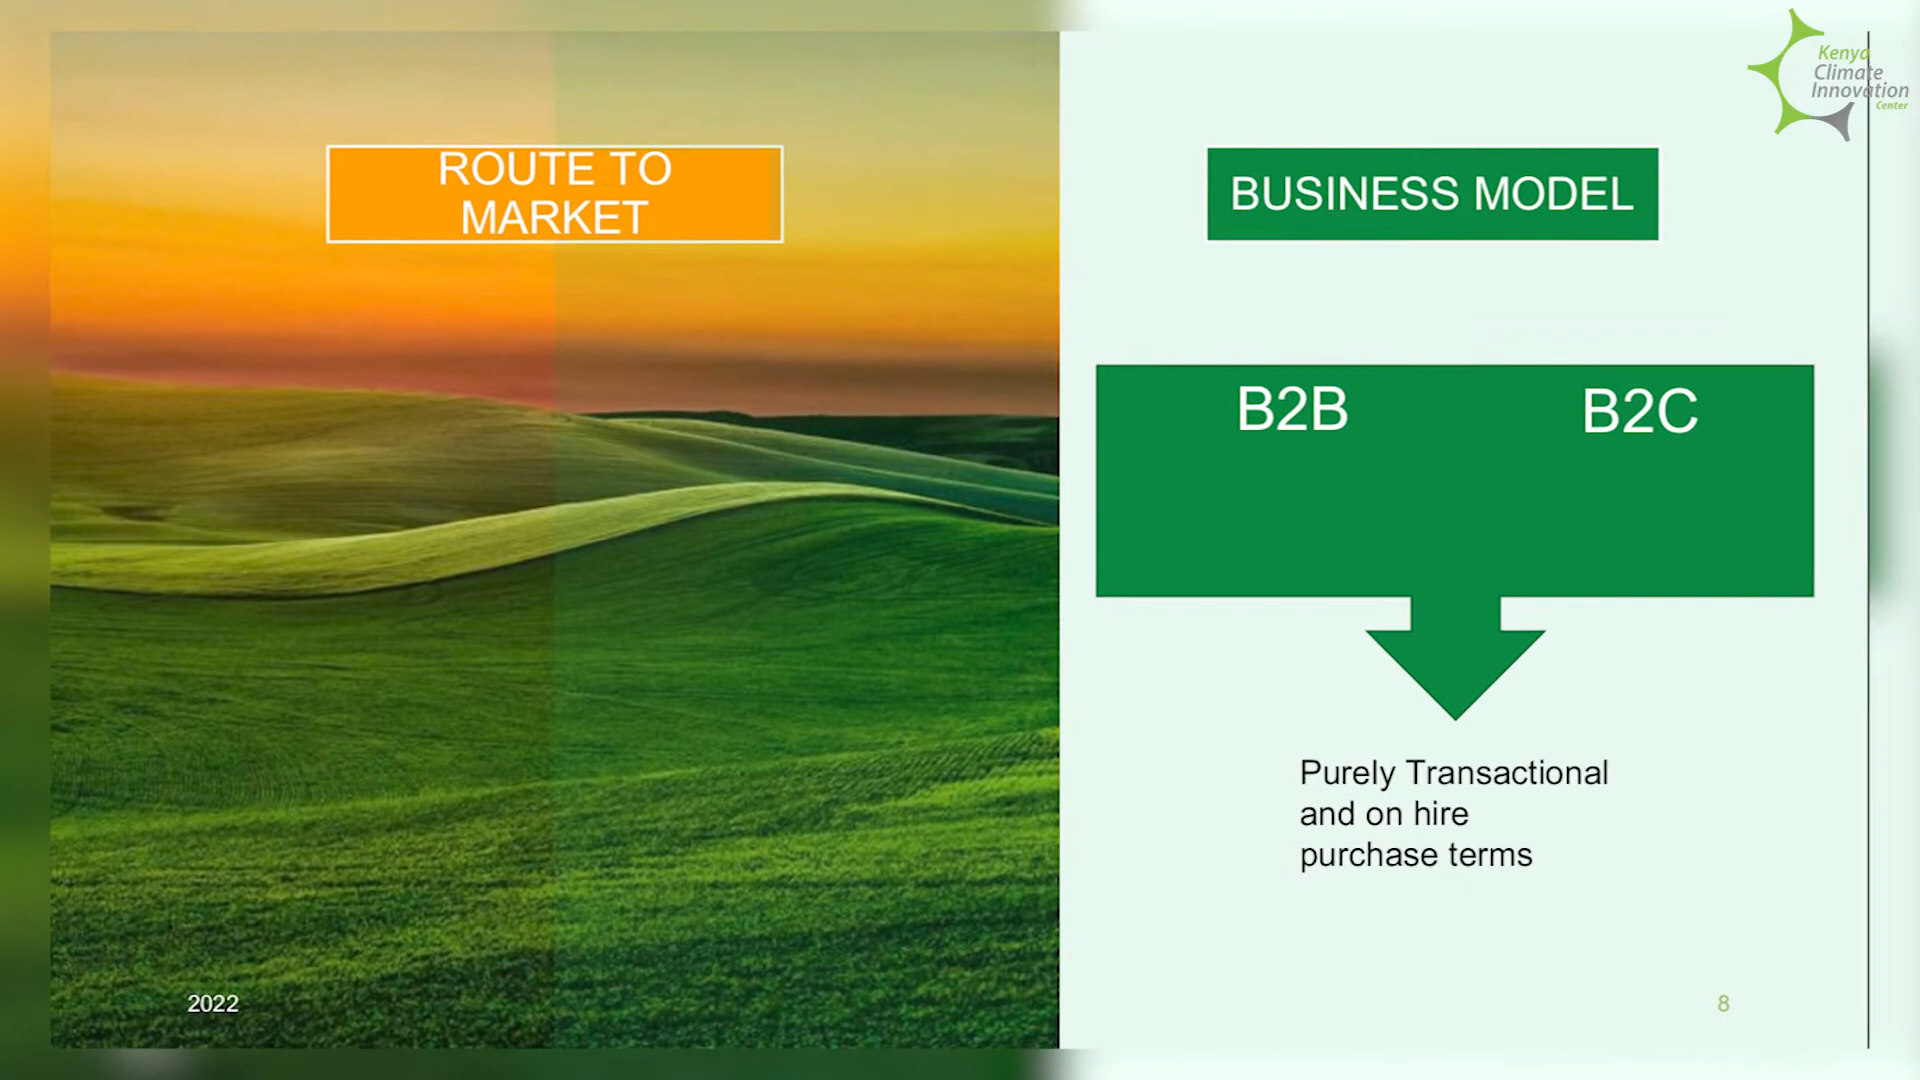 Kenya
Climate
Innovation
Center
ROUTE TO
MARKET
BUSINESS MODEL
B2B B2C
Purely Transactional
and on hire
purchase terms
2022
8